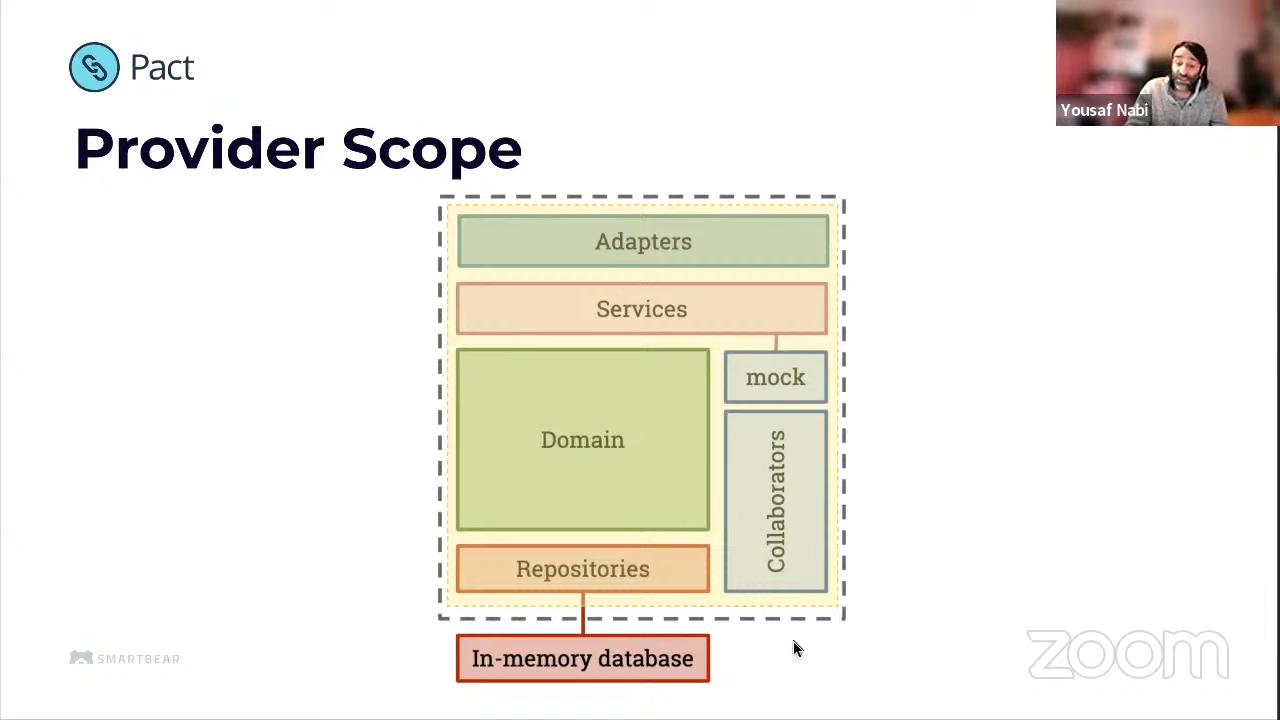 Pact
Yousaf Nabi
Provider Scope
Adapters
Services
mock
Domain
Collaborators
Repositories
In-memory database
SMARTBEAR
zoom